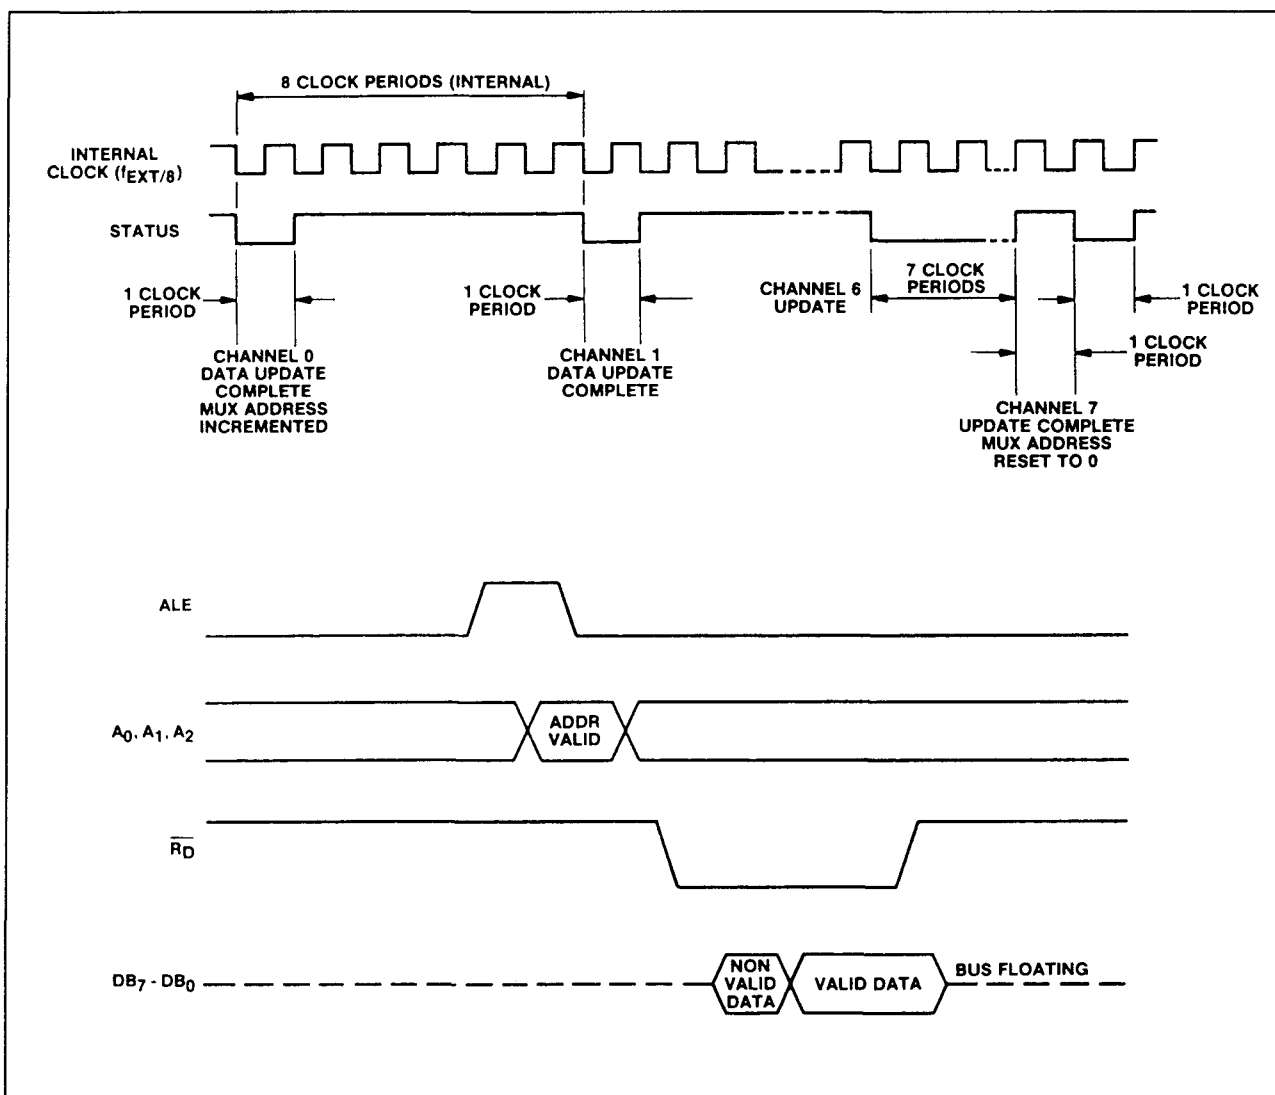 8 CLOCK PERIODS (INTERNAL)
INTERNAL
CLOCK (fEXT/8)
STATUS
1 CLOCK
PERIOD
1 CLOCK
PERIOD
CHANNEL 6
UPDATE
7 CLOCK
PERIODS
1 CLOCK
PERIOD
1 CLOCK
PERIOD
CHANNEL 0
DATA UPDATE
COMPLETE
MUX ADDRESS
INCREMENTED
CHANNEL 1
DATA UPDATE
COMPLETE
CHANNEL 7
UPDATE COMPLETE
MUX ADDRESS
RESET TO 0
ALE
A0, A1, A2
ADDR
VALID
RD
DB7 - DB0
NON
VALID
DATA
VALID DATA
BUS FLOATING